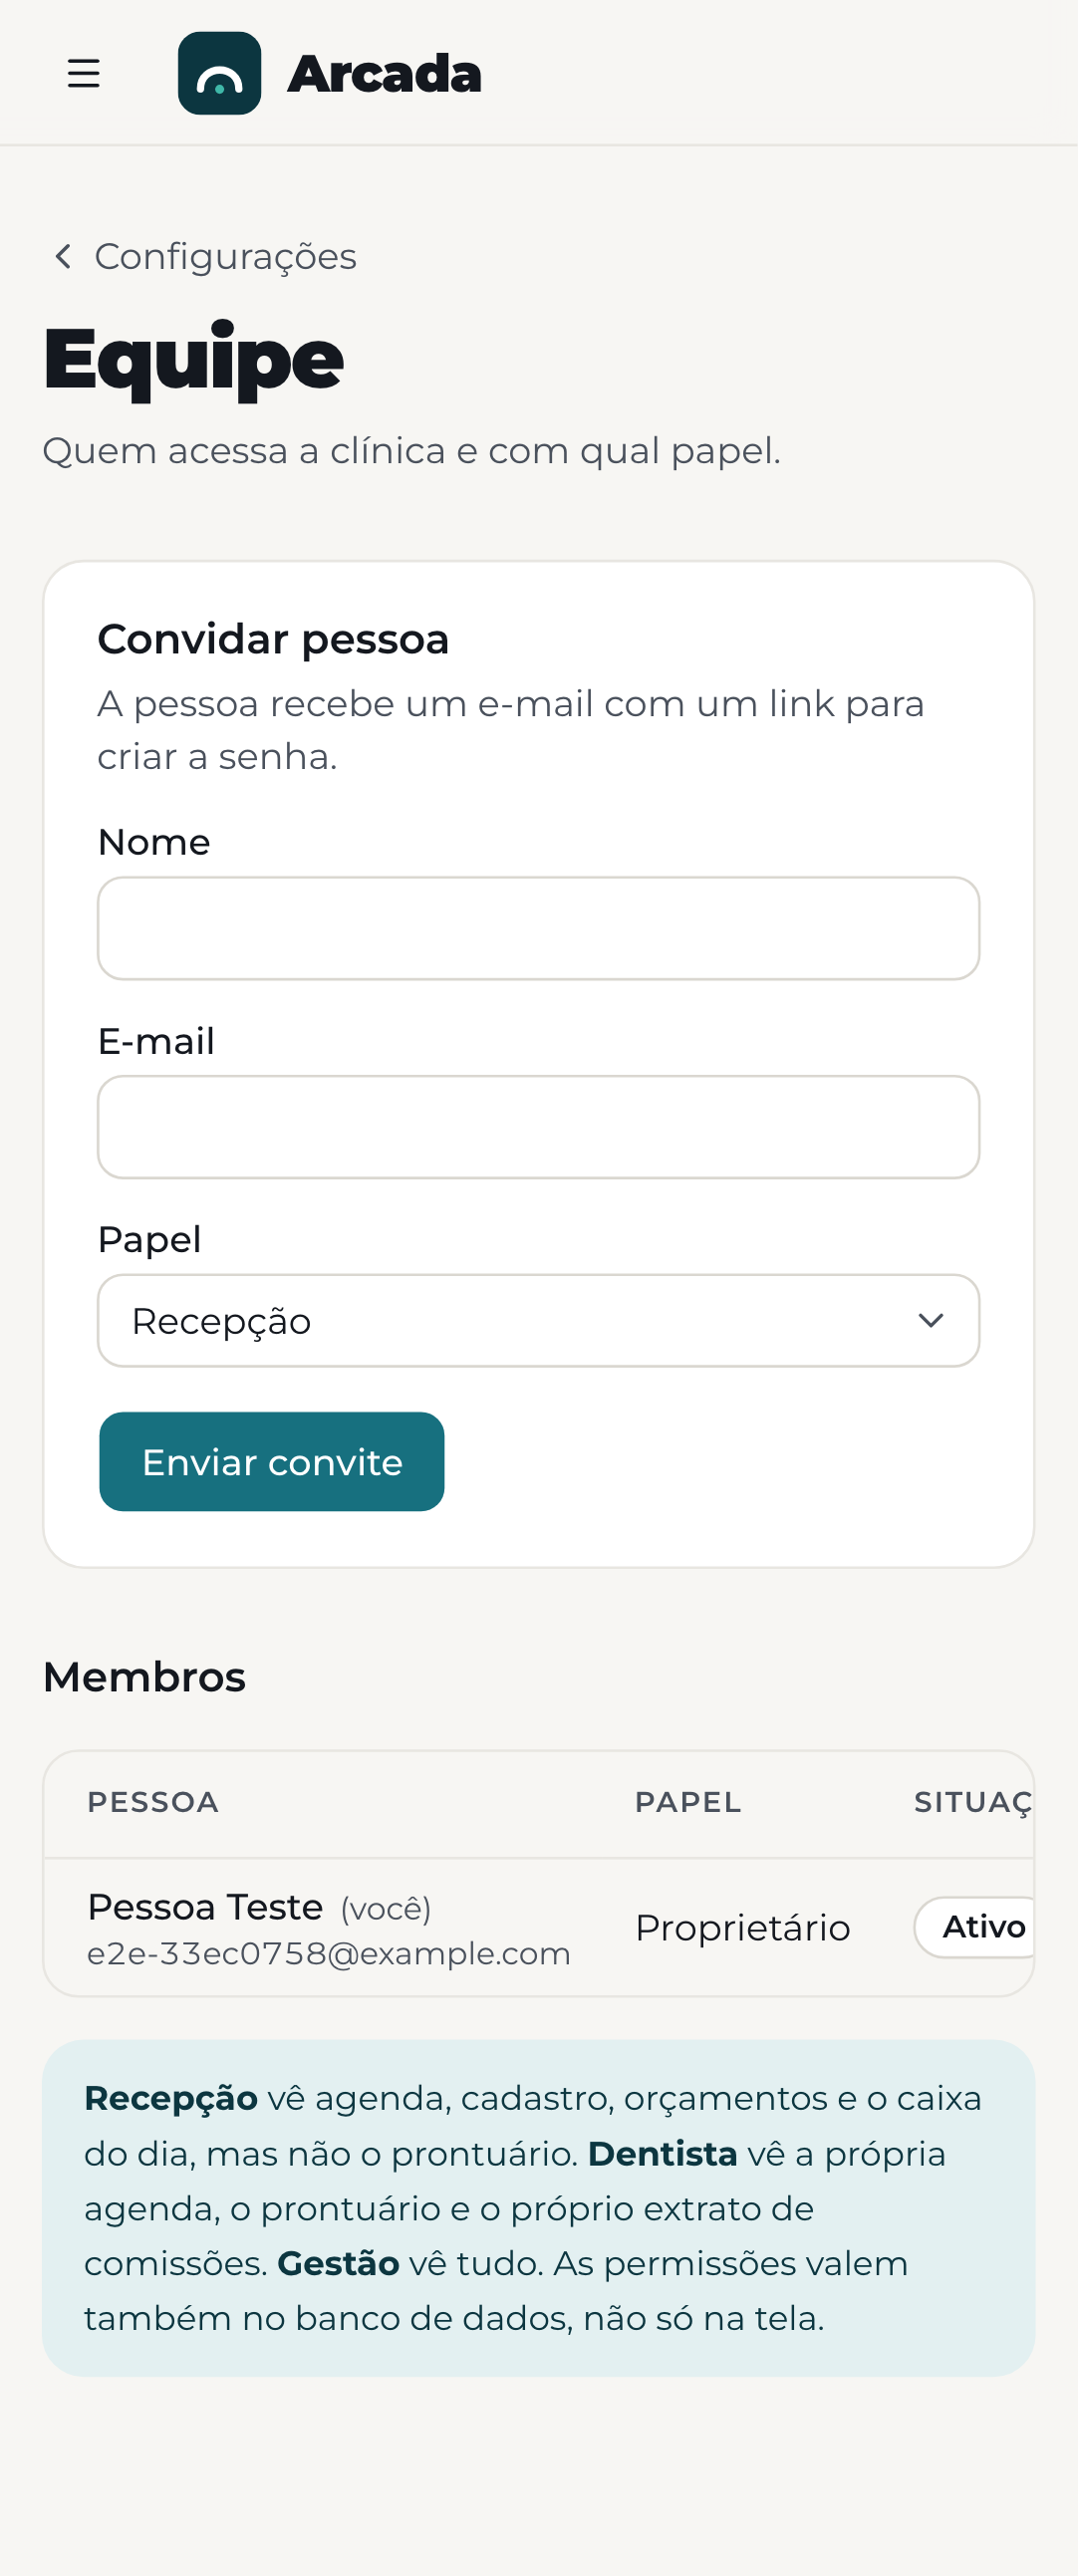 Arcada
Configurações
Equipe
Quem acessa a clínica e com qual papel.
Convidar pessoa
A pessoa recebe um e-mail com um link para
criar a senha.
Nome
E-mail
Papel
Recepção
Enviar convite
Membros
PESSOA PAPEL SITUAÇ
Pessoa Teste (você)
e2e-33ec0758@example.com
Proprietário
Ativo
Recepção vê agenda, cadastro, orçamentos e o caixa
do dia, mas não o prontuário. Dentista vê a própria
agenda, o prontuário e o próprio extrato de
comissões. Gestão vê tudo. As permissões valem
também no banco de dados, não só na tela.